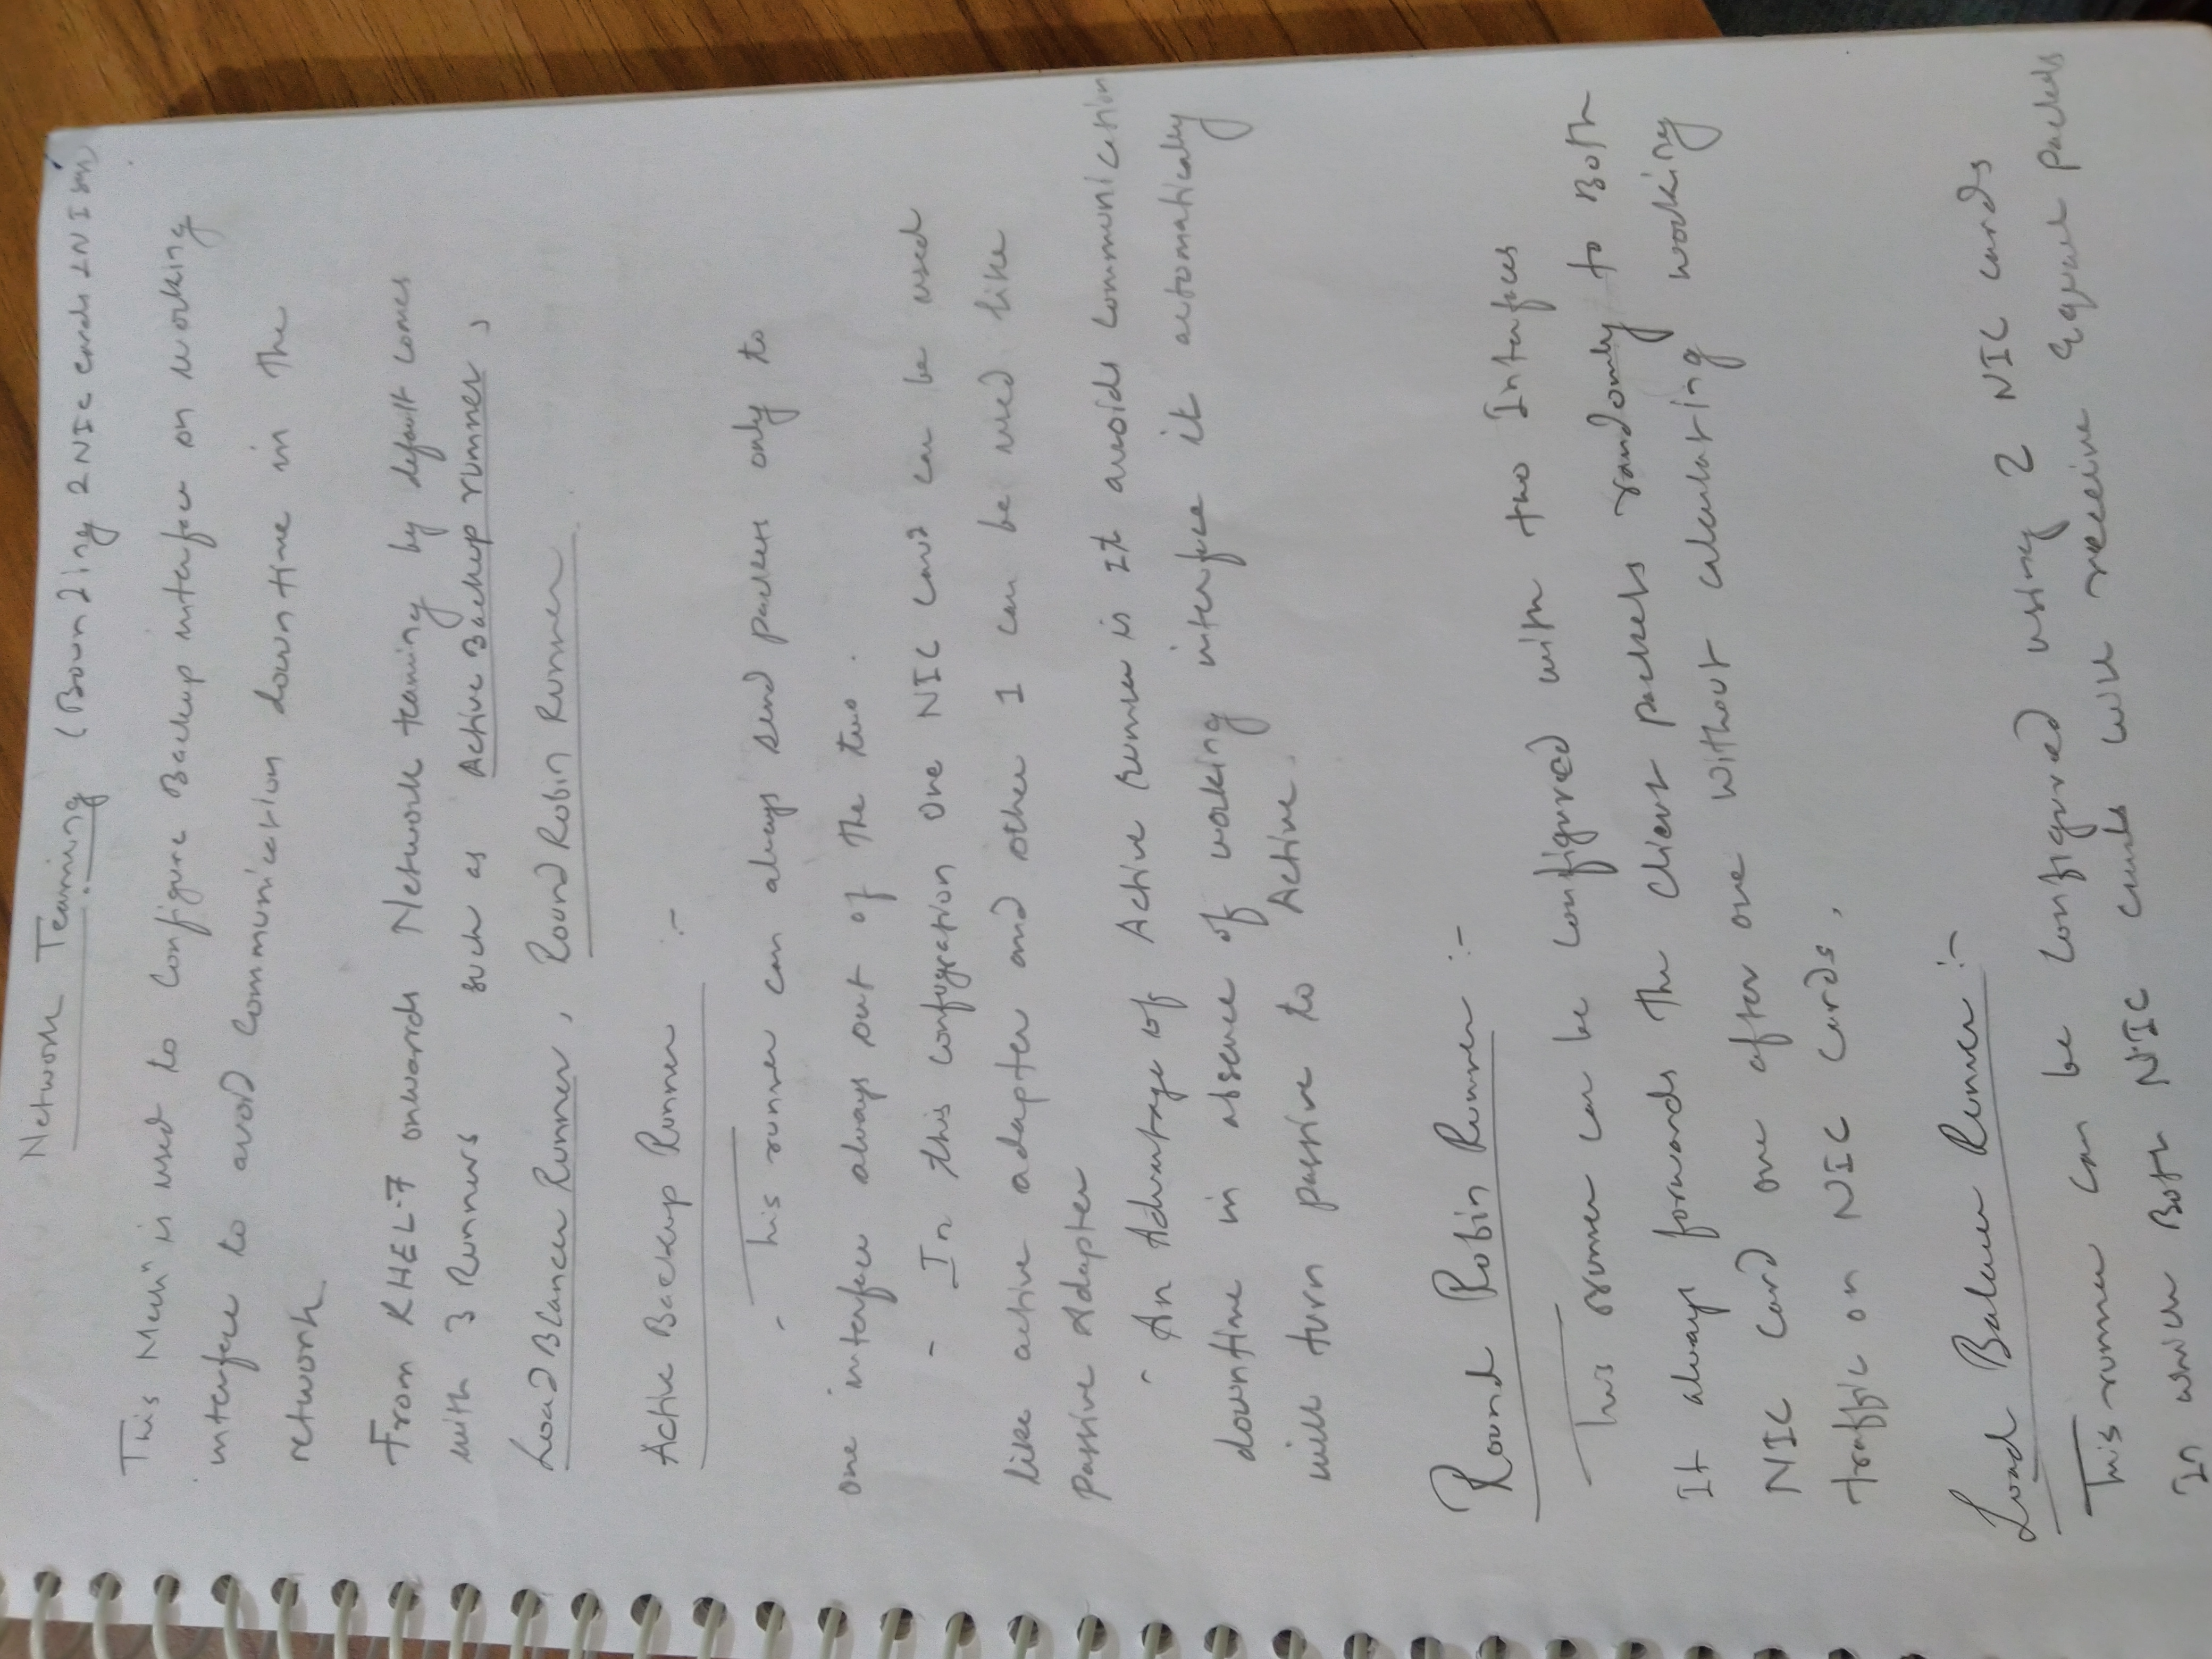 Network Teaming (Bounding 2 NIC cards
This Mechⁿ is used to Configure Backup interface on working
interface to avoid Communication downtime in the
network
From RHEL-7 onwards Network teaming by default comes
with 3 Runners such as Active Backup runner,
Load Blancer Runner, Round Robin Runner
Active Backup Runner :-
- This runner can always send packets only to
one interface always out of the two.
- In this confugration One NIC card can be used
like active adapter and other 1 can be used like
Passive Adapter
- An Advantage of Active runner is It avoids Communication
downtime in absence of working interface it automatically
will turn passive to Active.
Round Robin Runner :-
This runner can be configured with two Interfaces
It always forwards the Client packets randomly to Both
NIC Card one after one Without calculating working
traffic on NIC Cards.
Load Balancer Runner :-
This runner can be configured using 2 NIC cards
In which Both NIC cards will receive Equal packets